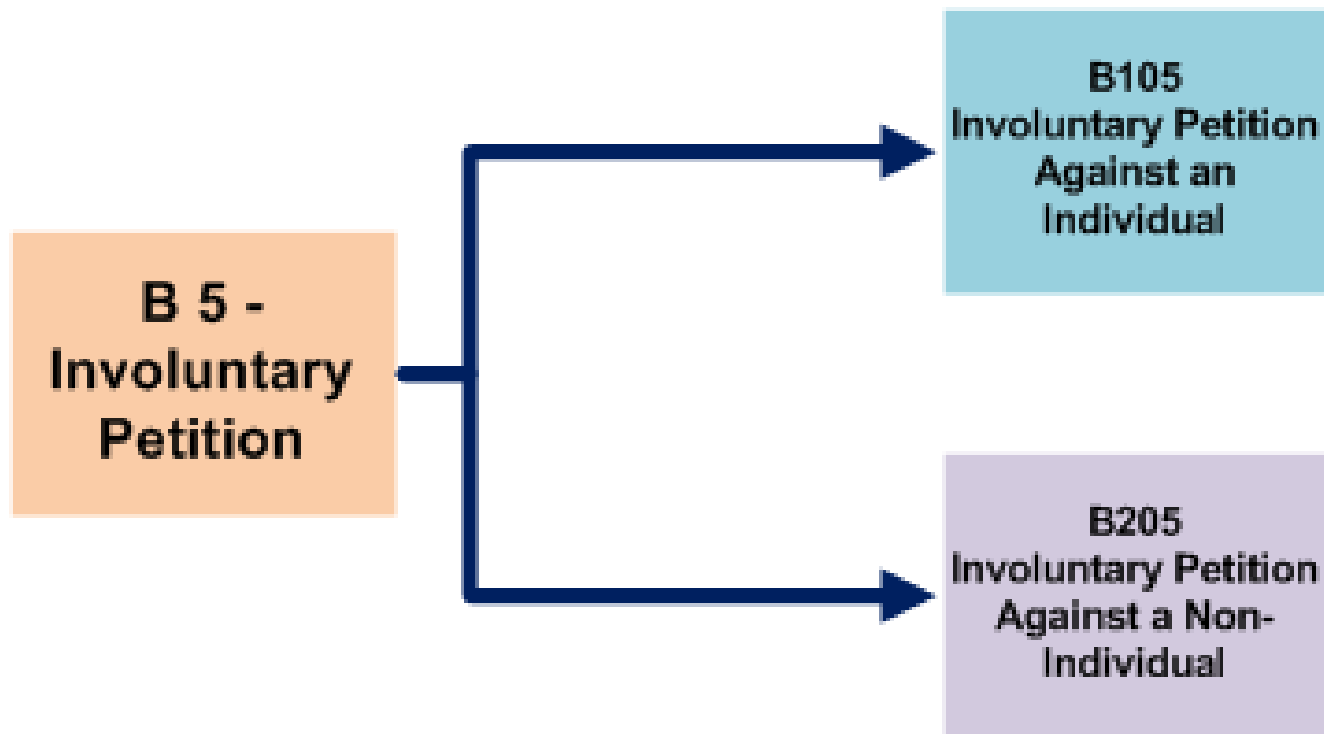 B 5 -
Involuntary
Petition
B105
Involuntary Petition
Against an
Individual
B205
Involuntary Petition
Against a Non-
Individual